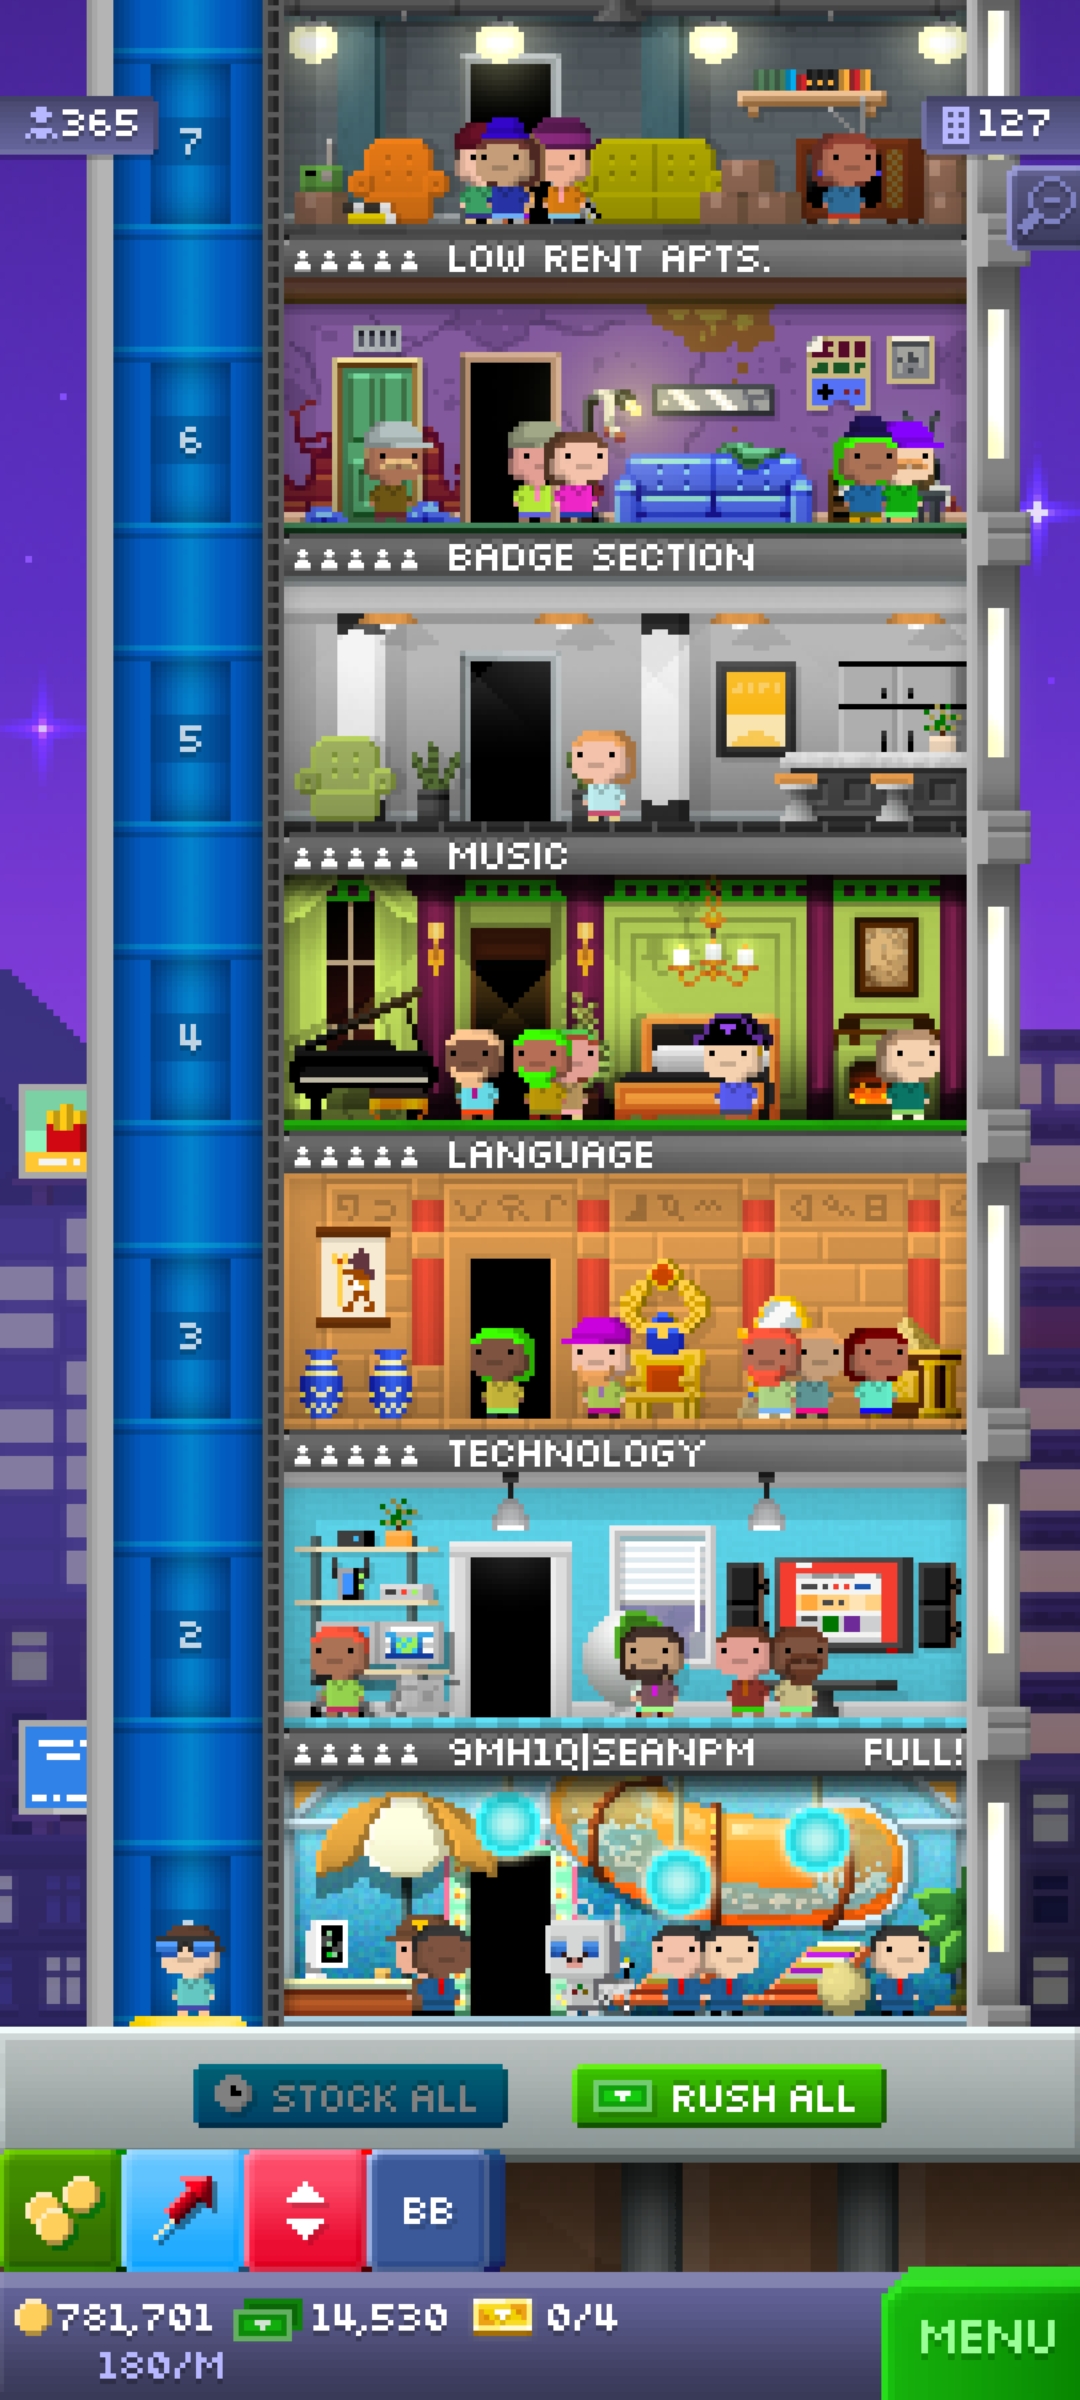 365
7
127
LOW RENT APTS.
6
BADGE SECTION
5
MUSIC
4
LANGUAGE
3
TECHNOLOGY
2
9MH1Q|SEANPM FULL!
STOCK ALL
RUSH ALL
BB
781,701 14,530 0/4
180/M
MENU